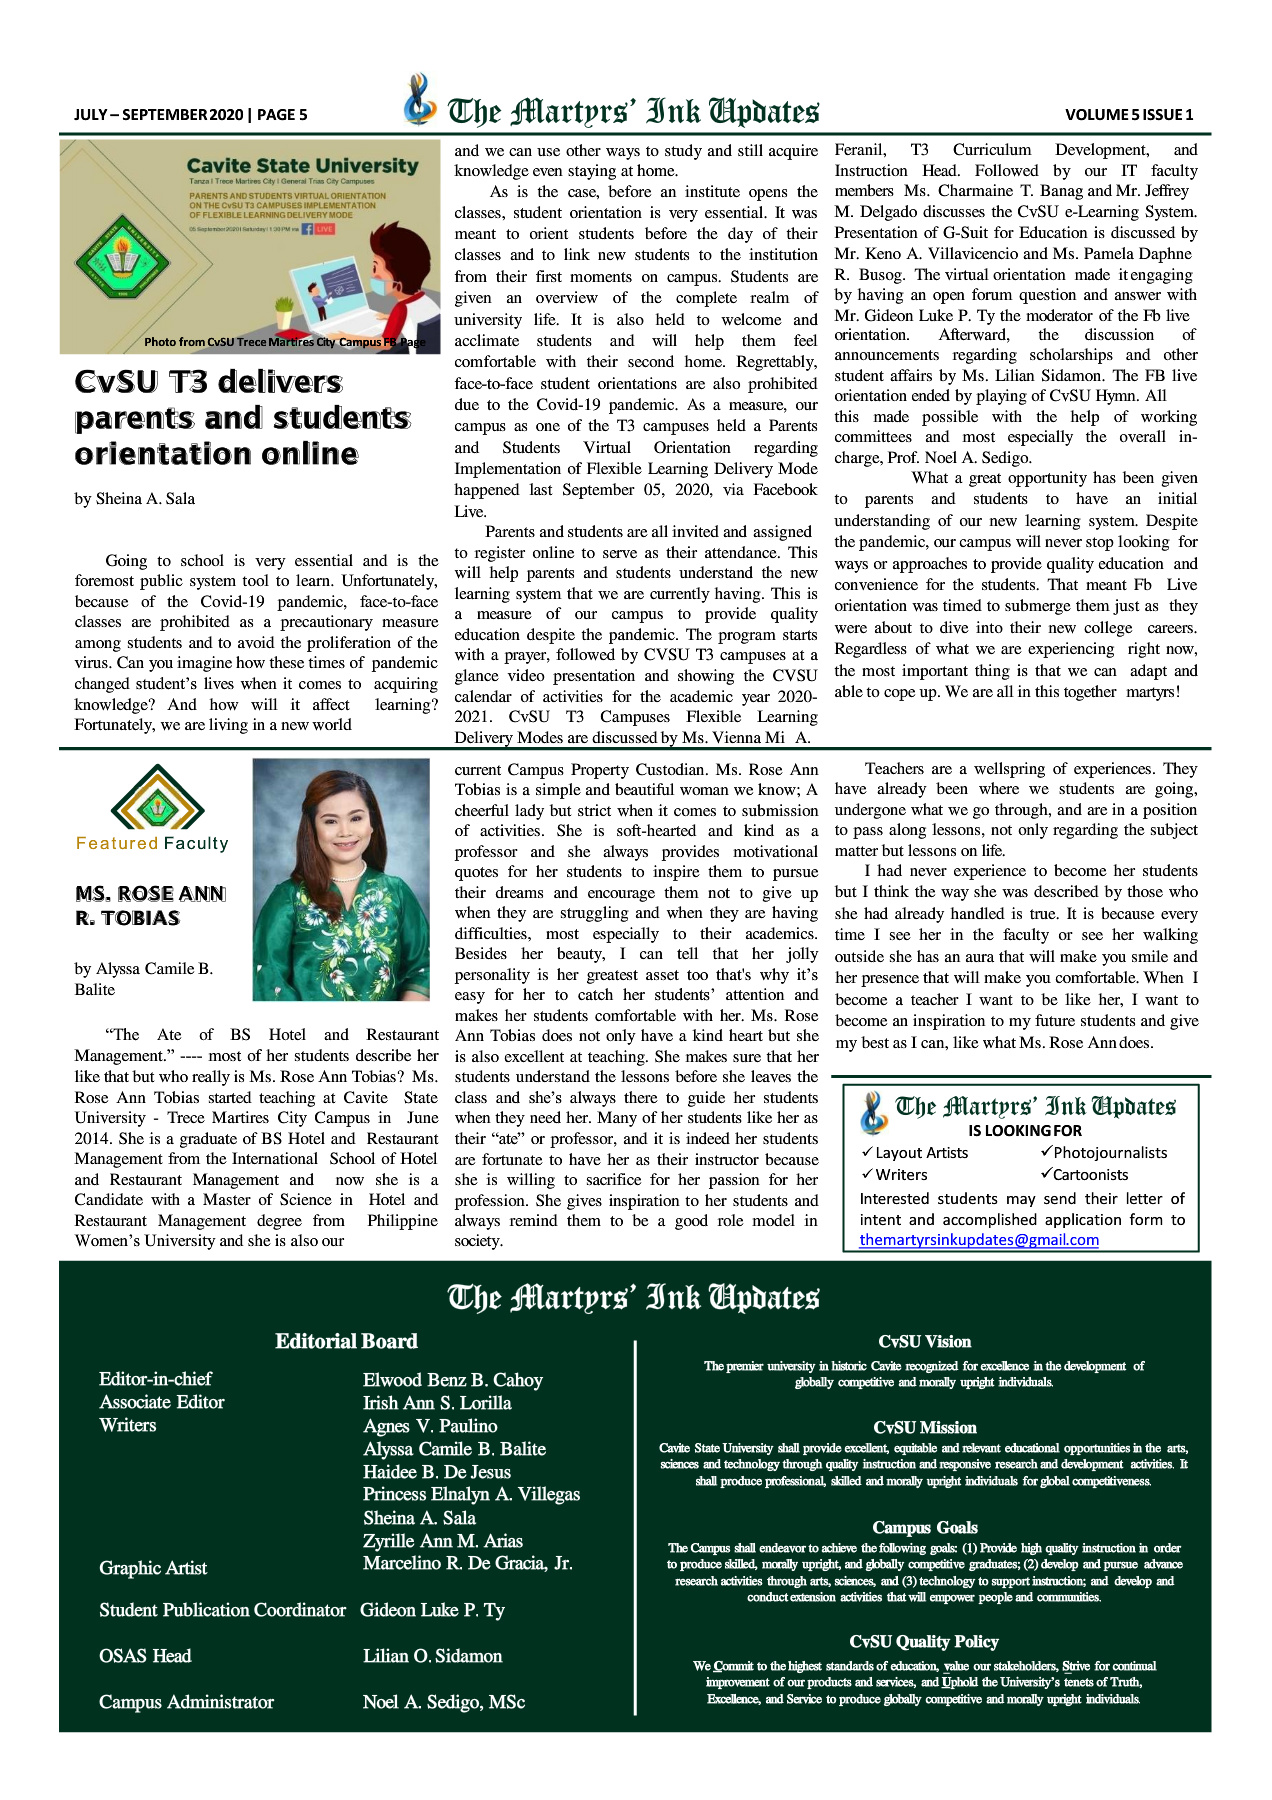 JULY – SEPTEMBER 2020 | PAGE 5
The Martyrs’ Ink Updates
VOLUME 5 ISSUE 1
Cavite State University
Tanza | Trece Martires City | General Trias City Campuses
PARENTS AND STUDENTS VIRTUAL ORIENTATION
ON THE CvSU T3 CAMPUSES IMPLEMENTATION
OF FLEXIBLE LEARNING DELIVERY MODE
05 September 2020 | Saturday | 1:30 PM via f LIVE
Photo from CvSU Trece Martires City Campus FB Page
CvSU T3 delivers
parents and students
orientation online
by Sheina A. Sala
Going to school is very essential and is the
foremost public system tool to learn. Unfortunately,
because of the Covid-19 pandemic, face-to-face
classes are prohibited as a precautionary measure
among students and to avoid the proliferation of the
virus. Can you imagine how these times of pandemic
changed student’s lives when it comes to acquiring
knowledge? And how will it affect learning?
Fortunately, we are living in a new world
and we can use other ways to study and still acquire
knowledge even staying at home.
As is the case, before an institute opens the
classes, student orientation is very essential. It was
meant to orient students before the day of their
classes and to link new students to the institution
from their first moments on campus. Students are
given an overview of the complete realm of
university life. It is also held to welcome and
acclimate students and will help them feel
comfortable with their second home. Regrettably,
face-to-face student orientations are also prohibited
due to the Covid-19 pandemic. As a measure, our
campus as one of the T3 campuses held a Parents
and Students Virtual Orientation regarding
Implementation of Flexible Learning Delivery Mode
happened last September 05, 2020, via Facebook
Live.
Parents and students are all invited and assigned
to register online to serve as their attendance. This
will help parents and students understand the new
learning system that we are currently having. This is
a measure of our campus to provide quality
education despite the pandemic. The program starts
with a prayer, followed by CVSU T3 campuses at a
glance video presentation and showing the CVSU
calendar of activities for the academic year 2020-
2021. CvSU T3 Campuses Flexible Learning
Delivery Modes are discussed by Ms. Vienna Mi A.
Feranil, T3 Curriculum Development, and
Instruction Head. Followed by our IT faculty
members Ms. Charmaine T. Banag and Mr. Jeffrey
M. Delgado discusses the CvSU e-Learning System.
Presentation of G-Suit for Education is discussed by
Mr. Keno A. Villavicencio and Ms. Pamela Daphne
R. Busog. The virtual orientation made it engaging
by having an open forum question and answer with
Mr. Gideon Luke P. Ty the moderator of the Fb live
orientation. Afterward, the discussion of
announcements regarding scholarships and other
student affairs by Ms. Lilian Sidamon. The FB live
orientation ended by playing of CvSU Hymn. All
this made possible with the help of working
committees and most especially the overall in-
charge, Prof. Noel A. Sedigo.
What a great opportunity has been given
to parents and students to have an initial
understanding of our new learning system. Despite
the pandemic, our campus will never stop looking for
ways or approaches to provide quality education and
convenience for the students. That meant Fb Live
orientation was timed to submerge them just as they
were about to dive into their new college careers.
Regardless of what we are experiencing right now,
the most important thing is that we can adapt and
able to cope up. We are all in this together martyrs!
Featured Faculty
MS. ROSE ANN
R. TOBIAS
by Alyssa Camile B.
Balite
“The Ate of BS Hotel and Restaurant
Management.” ---- most of her students describe her
like that but who really is Ms. Rose Ann Tobias? Ms.
Rose Ann Tobias started teaching at Cavite State
University - Trece Martires City Campus in June
2014. She is a graduate of BS Hotel and Restaurant
Management from the International School of Hotel
and Restaurant Management and now she is a
Candidate with a Master of Science in Hotel and
Restaurant Management degree from Philippine
Women’s University and she is also our
current Campus Property Custodian. Ms. Rose Ann
Tobias is a simple and beautiful woman we know; A
cheerful lady but strict when it comes to submission
of activities. She is soft-hearted and kind as a
professor and she always provides motivational
quotes for her students to inspire them to pursue
their dreams and encourage them not to give up
when they are struggling and when they are having
difficulties, most especially to their academics.
Besides her beauty, I can tell that her jolly
personality is her greatest asset too that's why it’s
easy for her to catch her students’ attention and
makes her students comfortable with her. Ms. Rose
Ann Tobias does not only have a kind heart but she
is also excellent at teaching. She makes sure that her
students understand the lessons before she leaves the
class and she’s always there to guide her students
when they need her. Many of her students like her as
their “ate” or professor, and it is indeed her students
are fortunate to have her as their instructor because
she is willing to sacrifice for her passion for her
profession. She gives inspiration to her students and
always remind them to be a good role model in
society.
Teachers are a wellspring of experiences. They
have already been where we students are going,
undergone what we go through, and are in a position
to pass along lessons, not only regarding the subject
matter but lessons on life.
I had never experience to become her students
but I think the way she was described by those who
she had already handled is true. It is because every
time I see her in the faculty or see her walking
outside she has an aura that will make you smile and
her presence that will make you comfortable. When I
become a teacher I want to be like her, I want to
become an inspiration to my future students and give
my best as I can, like what Ms. Rose Ann does.
The Martyrs’ Ink Updates
IS LOOKING FOR
✓Layout Artists ✓Photojournalists
✓Writers ✓Cartoonists
Interested students may send their letter of
intent and accomplished application form to
themartyrsinkupdates@gmail.com
The Martyrs’ Ink Updates
Editorial Board
Editor-in-chief Elwood Benz B. Cahoy
Associate Editor Irish Ann S. Lorilla
Writers Agnes V. Paulino
Alyssa Camile B. Balite
Haidee B. De Jesus
Princess Elnalyn A. Villegas
Sheina A. Sala
Zyrille Ann M. Arias
Graphic Artist Marcelino R. De Gracia, Jr.
Student Publication Coordinator Gideon Luke P. Ty
OSAS Head Lilian O. Sidamon
Campus Administrator Noel A. Sedigo, MSc
CvSU Vision
The premier university in historic Cavite recognized for excellence in the development of
globally competitive and morally upright individuals.
CvSU Mission
Cavite State University shall provide excellent, equitable and relevant educational opportunities in the arts,
sciences and technology through quality instruction and responsive research and development activities. It
shall produce professional, skilled and morally upright individuals for global competitiveness.
Campus Goals
The Campus shall endeavor to achieve the following goals: (1) Provide high quality instruction in order
to produce skilled, morally upright, and globally competitive graduates; (2) develop and pursue advance
research activities through arts, sciences, and (3) technology to support instruction; and develop and
conduct extension activities that will empower people and communities.
CvSU Quality Policy
We Commit to the highest standards of education, value our stakeholders, Strive for continual
improvement of our products and services, and Uphold the University’s tenets of Truth,
Excellence, and Service to produce globally competitive and morally upright individuals.